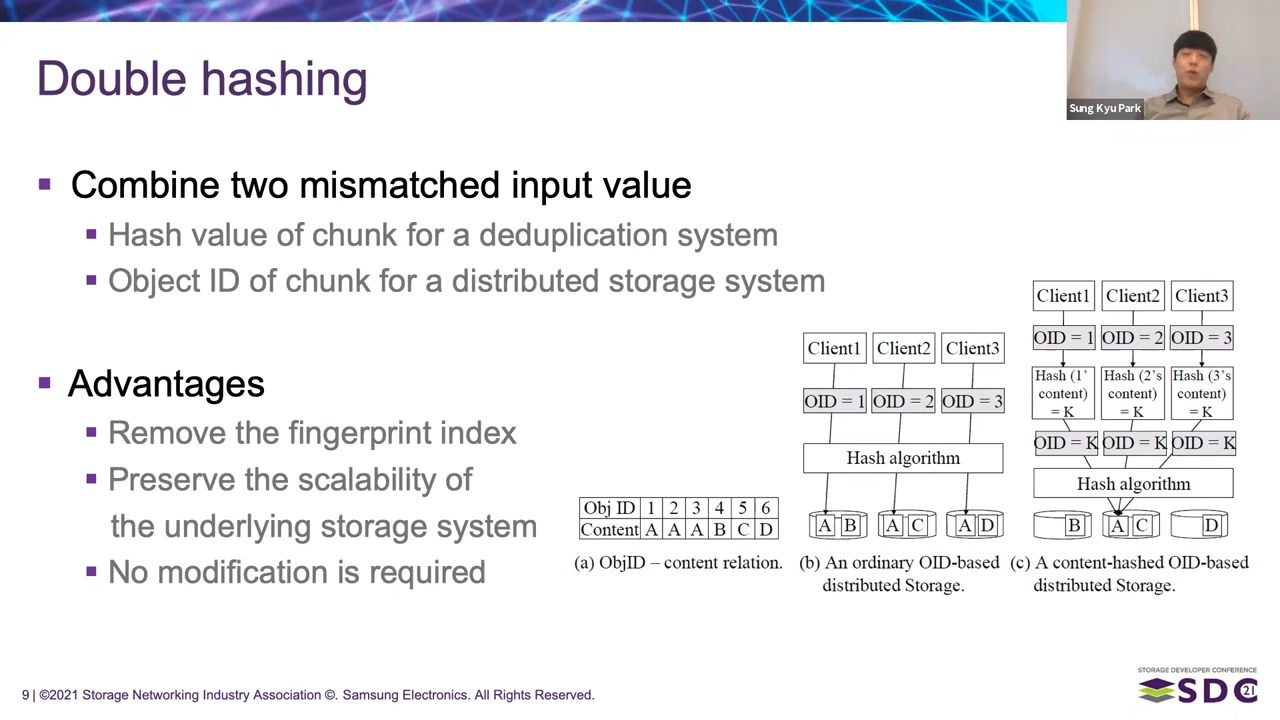 Sung Kyu Park
Double hashing
Combine two mismatched input value
Hash value of chunk for a deduplication system
Object ID of chunk for a distributed storage system
Advantages
Remove the fingerprint index
Preserve the scalability of
the underlying storage system
No modification is required
Obj ID 1 2 3 4 5 6
Content A A A B C D
(a) ObjID – content relation.
Client1 Client2 Client3
OID = 1 OID = 2 OID = 3
Hash algorithm
A B A C A D
(b) An ordinary OID-based
distributed Storage.
Client1 Client2 Client3
OID = 1 OID = 2 OID = 3
Hash (1' Hash (2's Hash (3's
content) content) content)
= K = K = K
OID = K OID = K OID = K
Hash algorithm
B A C D
(c) A content-hashed OID-based
distributed Storage.
9 | ©2021 Storage Networking Industry Association ©. Samsung Electronics. All Rights Reserved.
STORAGE DEVELOPER CONFERENCE
SDC 21